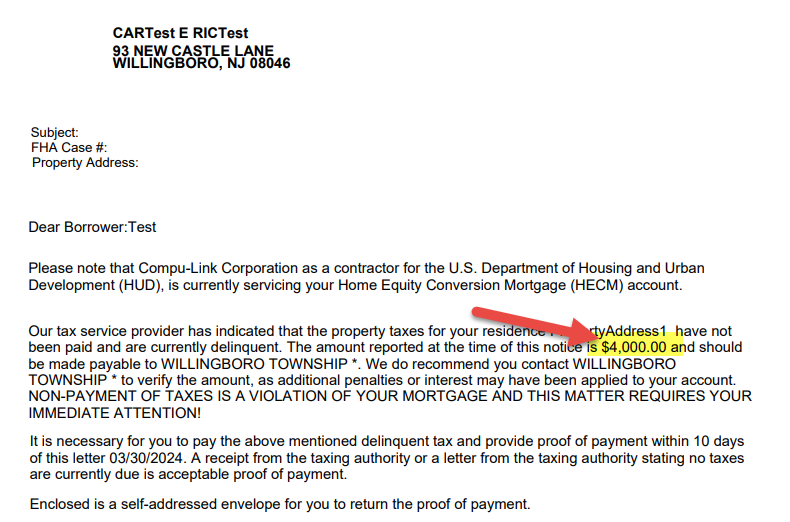 CARTest E RICTest
93 NEW CASTLE LANE
WILLINGBORO, NJ 08046
Subject:
FHA Case #:
Property Address:
Dear Borrower:Test
Please note that Compu-Link Corporation as a contractor for the U.S. Department of Housing and Urban
Development (HUD), is currently servicing your Home Equity Conversion Mortgage (HECM) account.
Our tax service provider has indicated that the property taxes for your residence rtyAddress1 have not
been paid and are currently delinquent. The amount reported at the time of this notice is $4,000.00 and should
be made payable to WILLINGBORO TOWNSHIP *. We do recommend you contact WILLINGBORO
TOWNSHIP * to verify the amount, as additional penalties or interest may have been applied to your account.
NON-PAYMENT OF TAXES IS A VIOLATION OF YOUR MORTGAGE AND THIS MATTER REQUIRES YOUR
IMMEDIATE ATTENTION!
It is necessary for you to pay the above mentioned delinquent tax and provide proof of payment within 10 days
of this letter 03/30/2024. A receipt from the taxing authority or a letter from the taxing authority stating no taxes
are currently due is acceptable proof of payment.
Enclosed is a self-addressed envelope for you to return the proof of payment.